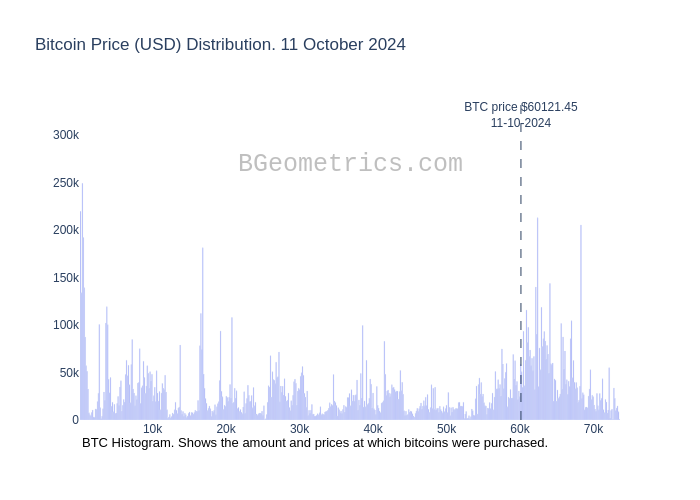 Bitcoin Price (USD) Distribution. 11 October 2024
BTC price $60121.45
11-10-2024
300k
BGeometrics.com
250k
200k
150k
100k
50k
0
10k 20k 30k 40k 50k 60k 70k
BTC Histogram. Shows the amount and prices at which bitcoins were purchased.